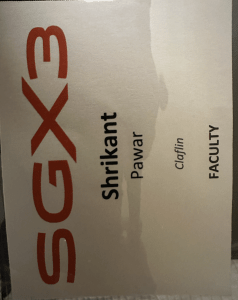 SGX3
Shrikant
Pawar
Claflin
FACULTY